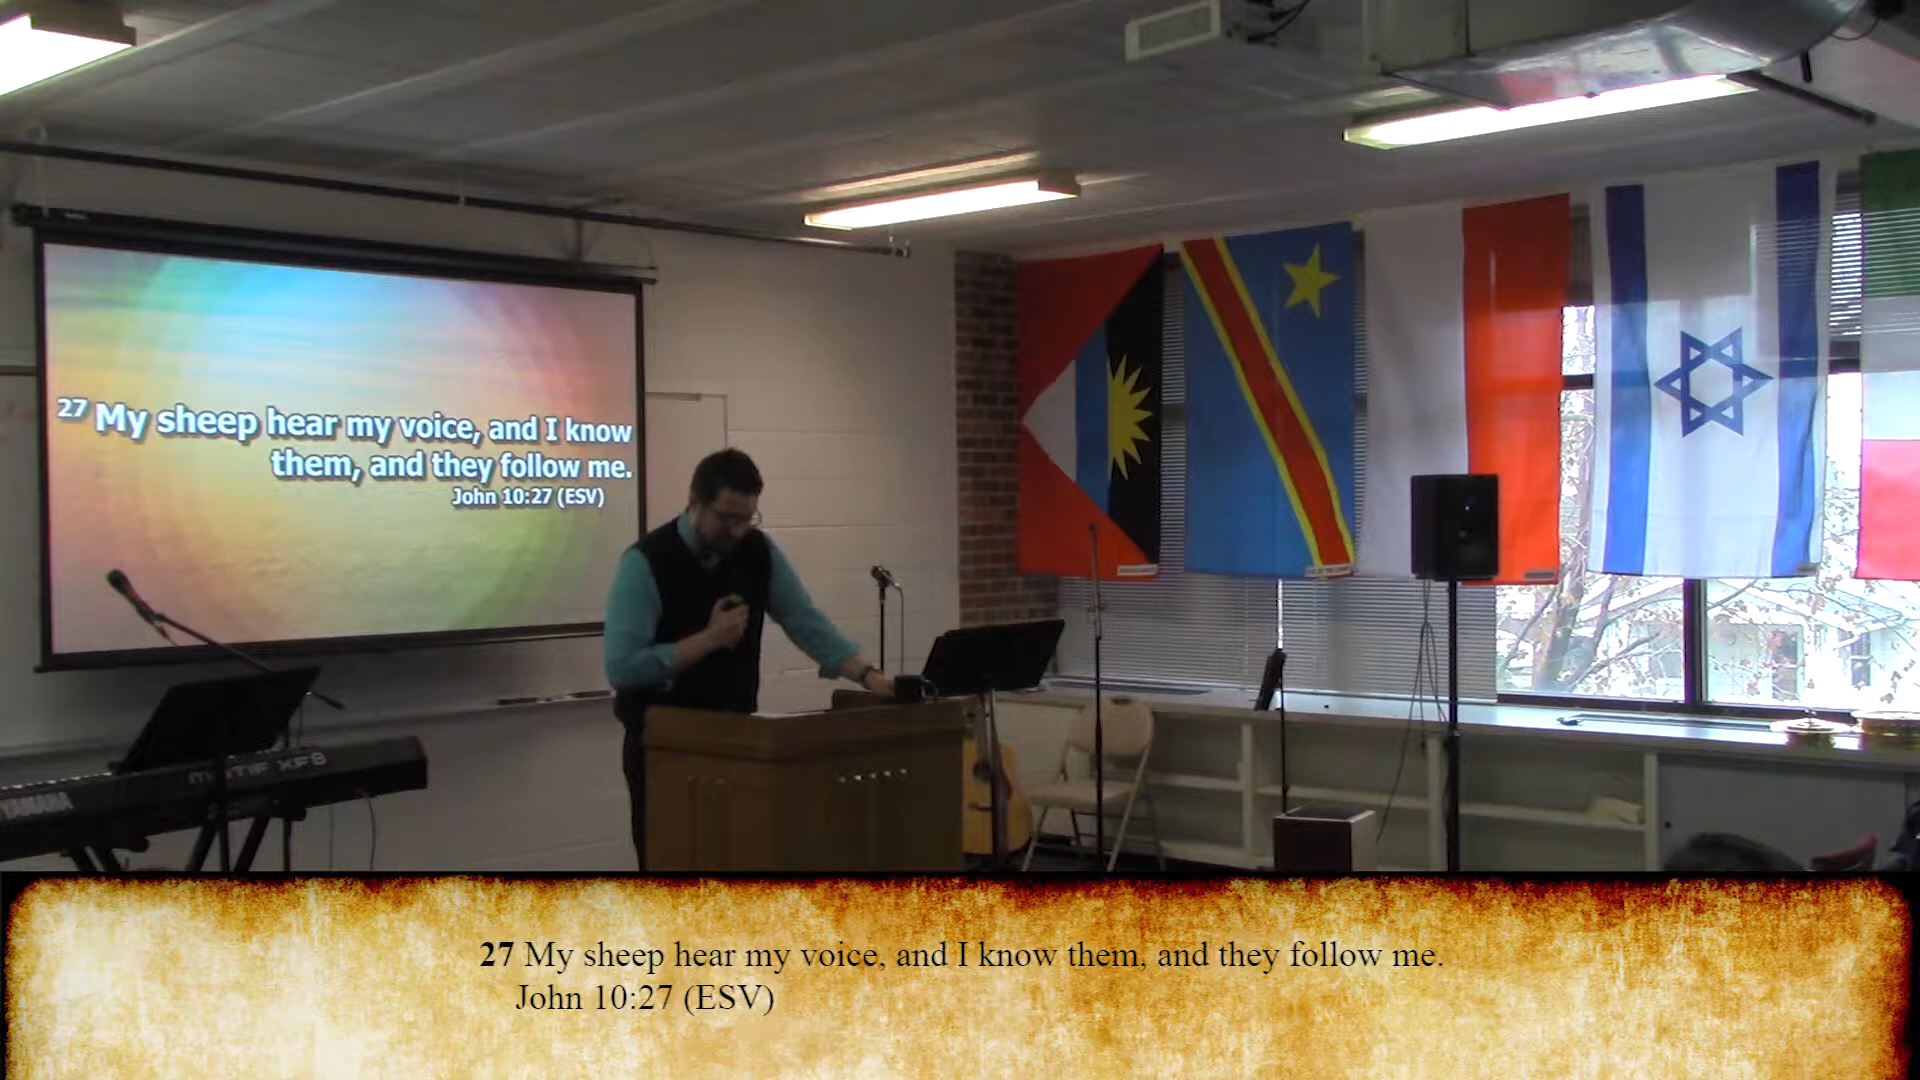 27 My sheep hear my voice, and I know
them, and they follow me.
John 10:27 (ESV)
YAMAHA
MOTIF XF8
27 My sheep hear my voice, and I know them, and they follow me.
John 10:27 (ESV)